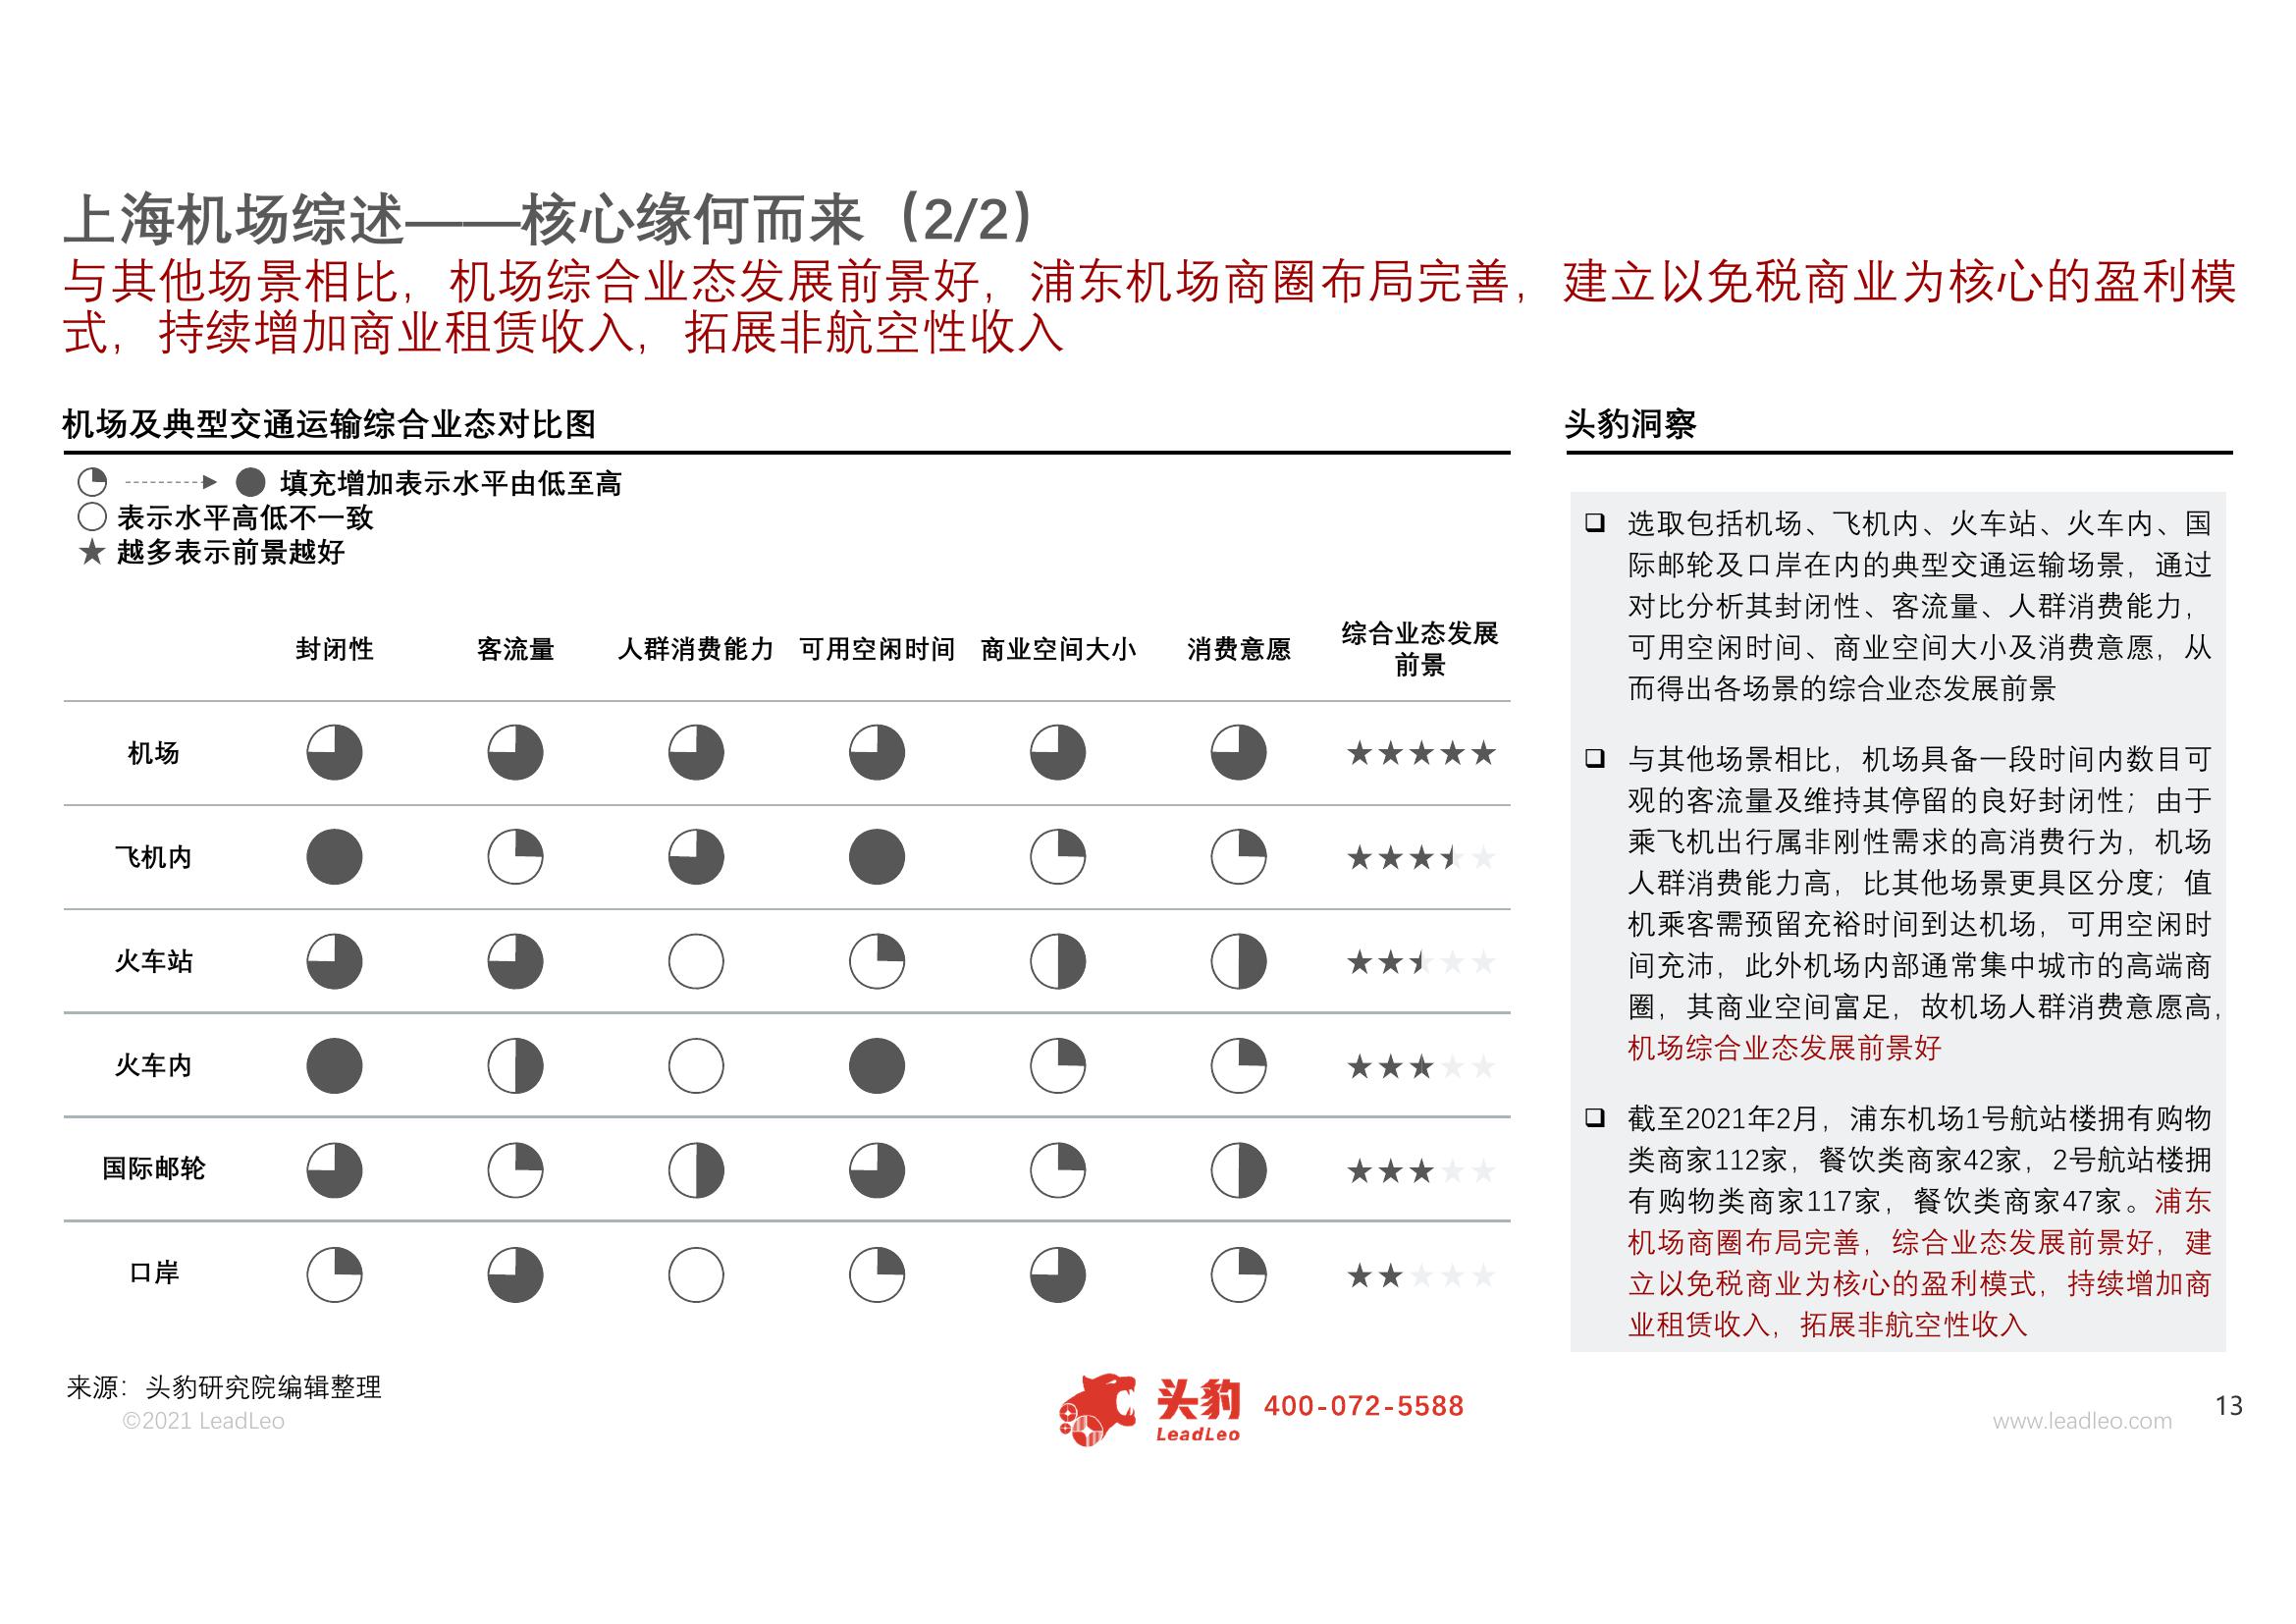 上海机场综述——核心缘何而来（2/2）
与其他场景相比，机场综合业态发展前景好，浦东机场商圈布局完善，建立以免税商业为核心的盈利模
式，持续增加商业租赁收入，拓展非航空性收入
机场及典型交通运输综合业态对比图
填充增加表示水平由低至高
表示水平高低不一致
★ 越多表示前景越好
封闭性 客流量 人群消费能力 可用空闲时间 商业空间大小 消费意愿 综合业态发展
前景
机场
飞机内
火车站
火车内
国际邮轮
口岸
头豹洞察
选取包括机场、飞机内、火车站、火车内、国
际邮轮及口岸在内的典型交通运输场景，通过
对比分析其封闭性、客流量、人群消费能力，
可用空闲时间、商业空间大小及消费意愿，从
而得出各场景的综合业态发展前景
与其他场景相比，机场具备一段时间内数目可
观的客流量及维持其停留的良好封闭性；由于
乘飞机出行属非刚性需求的高消费行为，机场
人群消费能力高，比其他场景更具区分度；值
机乘客需预留充裕时间到达机场，可用空闲时
间充沛，此外机场内部通常集中城市的高端商
圈，其商业空间富足，故机场人群消费意愿高，
机场综合业态发展前景好
截至2021年2月，浦东机场1号航站楼拥有购物
类商家112家，餐饮类商家42家，2号航站楼拥
有购物类商家117家，餐饮类商家47家。浦东
机场商圈布局完善，综合业态发展前景好，建
立以免税商业为核心的盈利模式，持续增加商
业租赁收入，拓展非航空性收入
来源：头豹研究院编辑整理
©2021 LeadLeo
头豹
LeadLeo
400-072-5588
www.leadleo.com
13